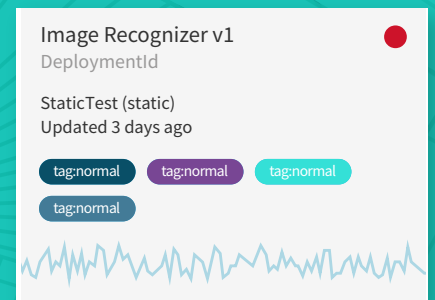 Image Recognizer v1
DeploymentId
StaticTest (static)
Updated 3 days ago
tag:normal tag:normal tag:normal
tag:normal